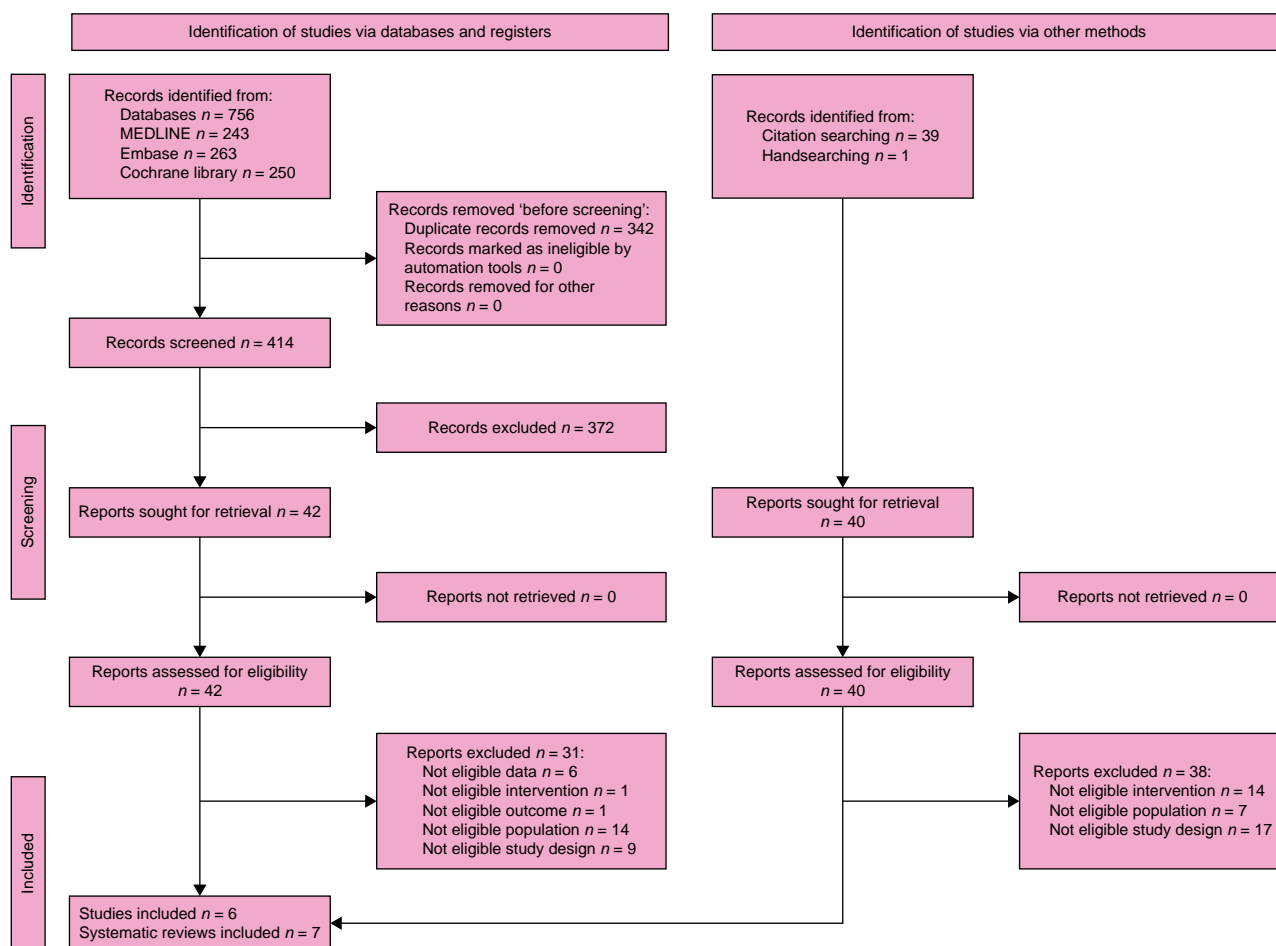 Identification of studies via databases and registers
Identification of studies via other methods
Identification
Records identified from:
Databases n = 756
MEDLINE n = 243
Embase n = 263
Cochrane library n = 250
Records identified from:
Citation searching n = 39
Handsearching n = 1
Records removed ‘before screening’:
Duplicate records removed n = 342
Records marked as ineligible by
automation tools n = 0
Records removed for other
reasons n = 0
Records screened n = 414
Screening
Records excluded n = 372
Reports sought for retrieval n = 42
Reports sought for retrieval
n = 40
Reports not retrieved n = 0
Reports not retrieved n = 0
Reports assessed for eligibility
n = 42
Reports assessed for eligibility
n = 40
Included
Reports excluded n = 31:
Not eligible data n = 6
Not eligible intervention n = 1
Not eligible outcome n = 1
Not eligible population n = 14
Not eligible study design n = 9
Reports excluded n = 38:
Not eligible intervention n = 14
Not eligible population n = 7
Not eligible study design n = 17
Studies included n = 6
Systematic reviews included n = 7